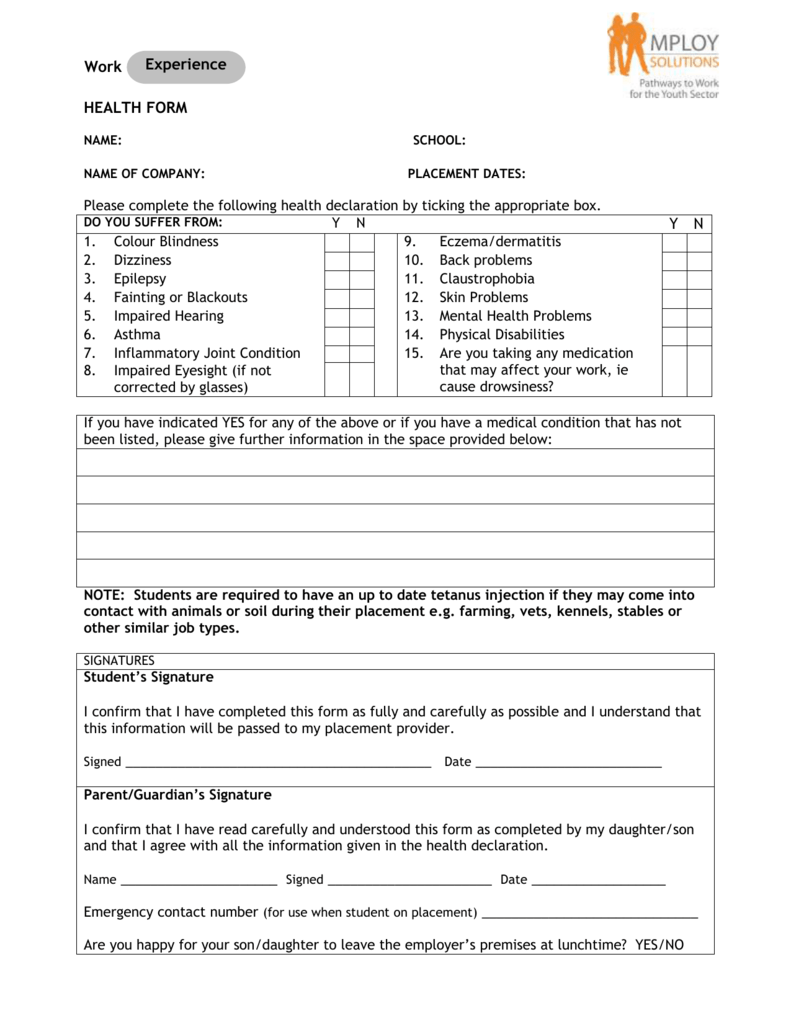 Work Experience
MPLOY
SOLUTIONS
Pathways to Work
for the Youth Sector
HEALTH FORM
NAME: SCHOOL:
NAME OF COMPANY: PLACEMENT DATES:
Please complete the following health declaration by ticking the appropriate box.
DO YOU SUFFER FROM: Y N Y N
1. Colour Blindness
2. Dizziness
3. Epilepsy
4. Fainting or Blackouts
5. Impaired Hearing
6. Asthma
7. Inflammatory Joint Condition
8. Impaired Eyesight (if not
corrected by glasses)
9. Eczema/dermatitis
10. Back problems
11. Claustrophobia
12. Skin Problems
13. Mental Health Problems
14. Physical Disabilities
15. Are you taking any medication
that may affect your work, ie
cause drowsiness?
If you have indicated YES for any of the above or if you have a medical condition that has not
been listed, please give further information in the space provided below:
NOTE: Students are required to have an up to date tetanus injection if they may come into
contact with animals or soil during their placement e.g. farming, vets, kennels, stables or
other similar job types.
SIGNATURES
Student’s Signature
I confirm that I have completed this form as fully and carefully as possible and I understand that
this information will be passed to my placement provider.
Signed ______________________________________ Date _______________________
Parent/Guardian’s Signature
I confirm that I have read carefully and understood this form as completed by my daughter/son
and that I agree with all the information given in the health declaration.
Name ____________________ Signed _____________________ Date _________________
Emergency contact number (for use when student on placement) ___________________________
Are you happy for your son/daughter to leave the employer’s premises at lunchtime? YES/NO